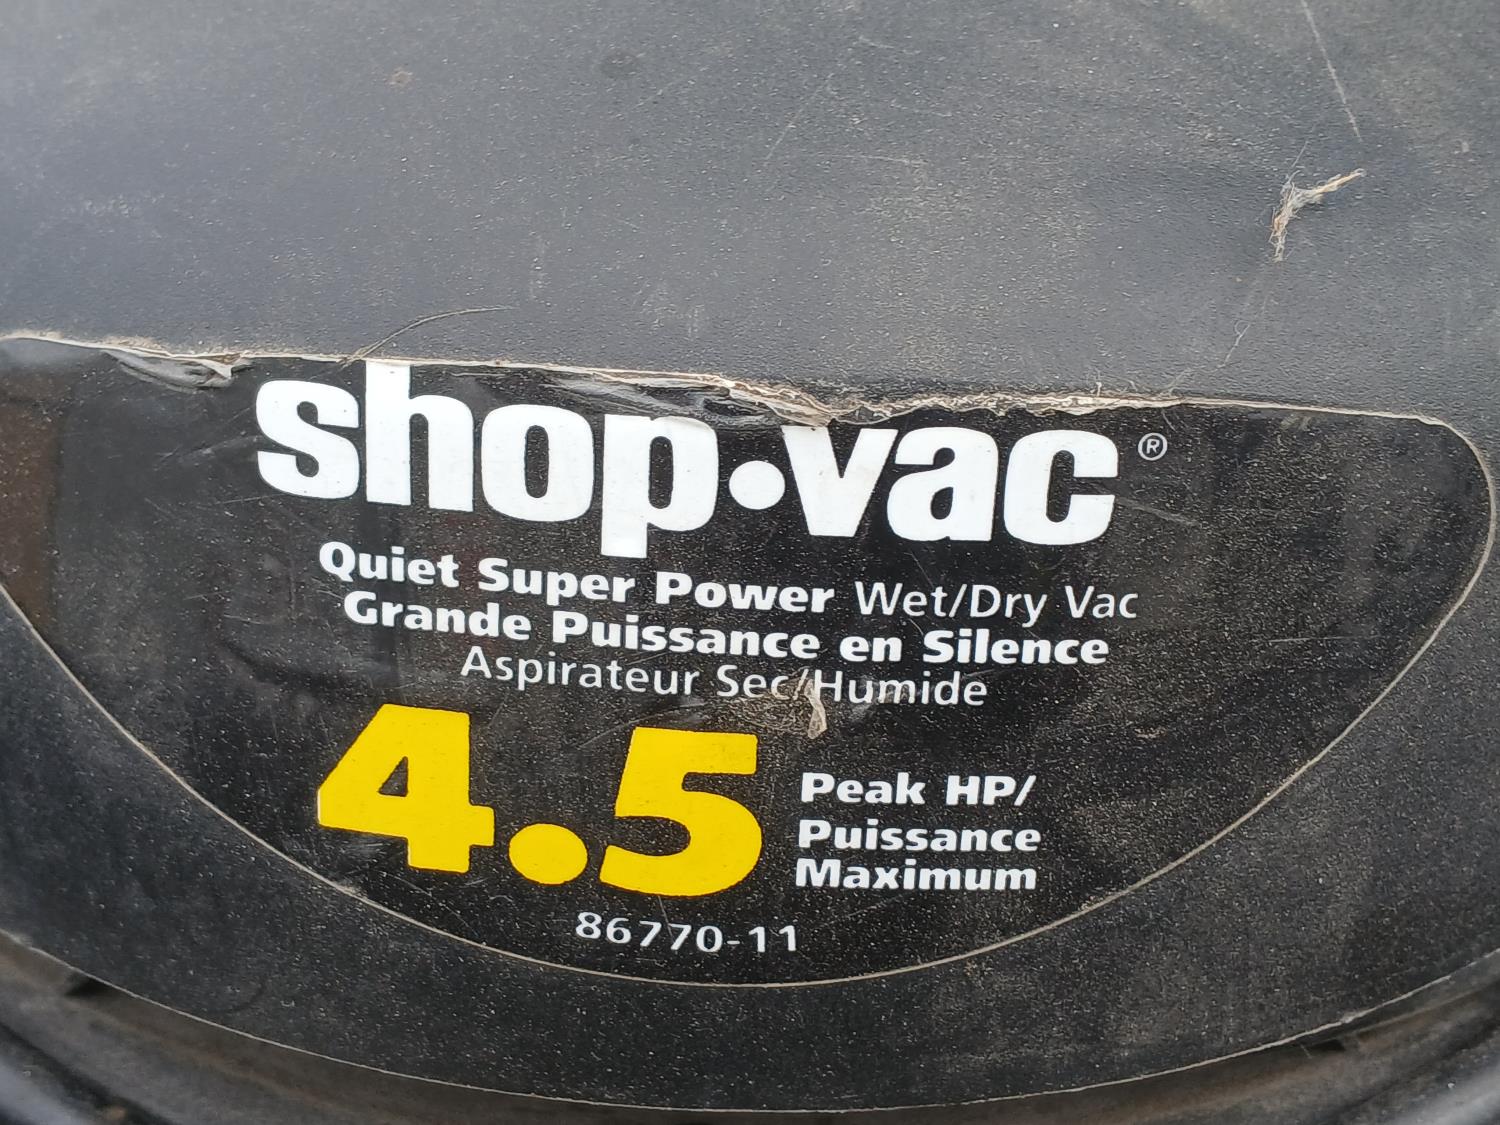 shop·vac®
Quiet Super Power Wet/Dry Vac
Grande Puissance en Silence
Aspirateur Sec/Humide
4.5 Peak HP/
Puissance
Maximum
86770-11